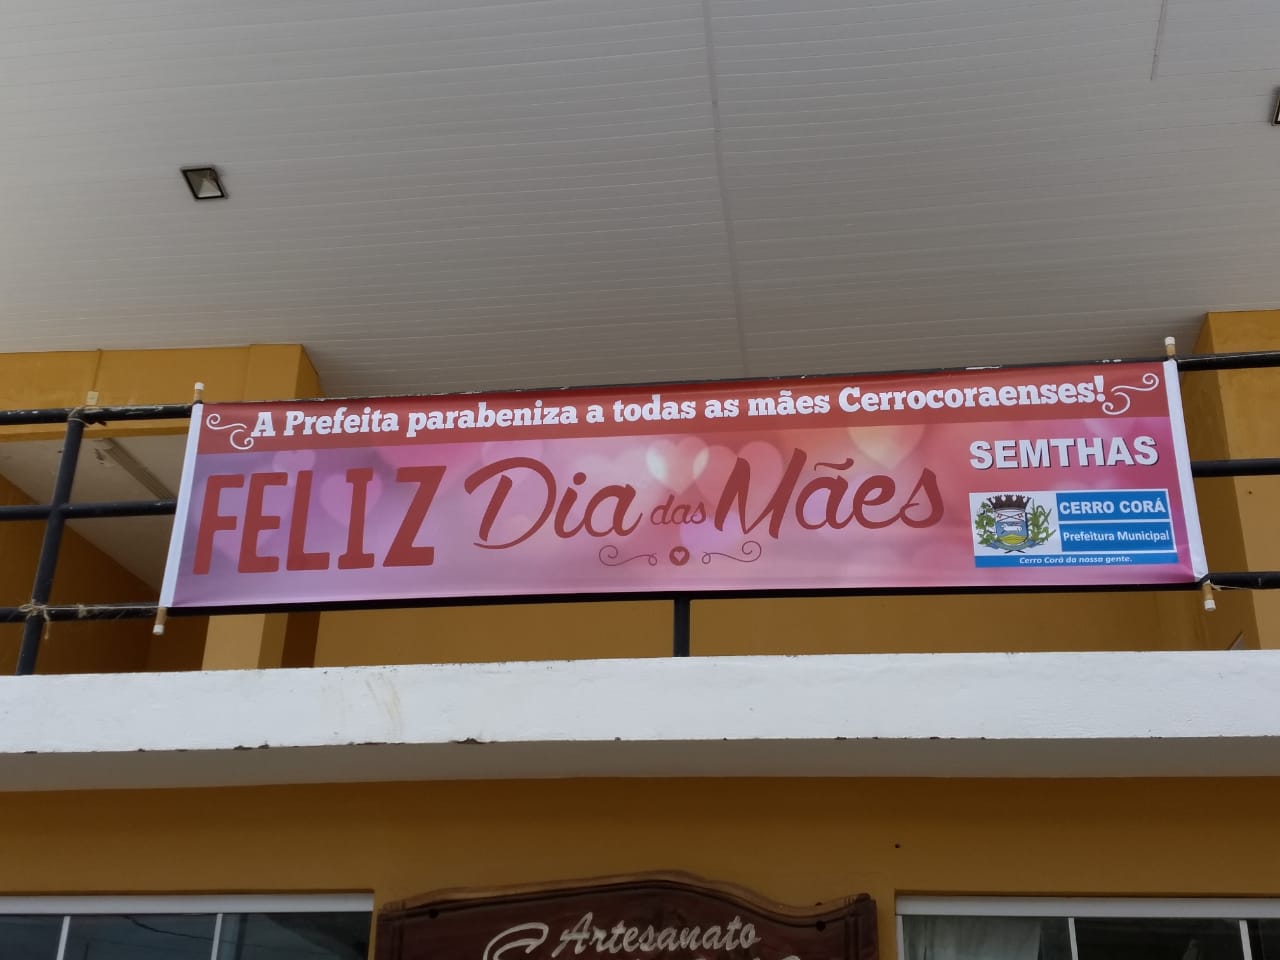 A Prefeita parabeniza a todas as mães Cerrocoraenses!
FELIZ Dia das Mães
SEMTHAS
CERRO CORÁ
Prefeitura Municipal
Cerro Corá da nossa gente.
Artesanato